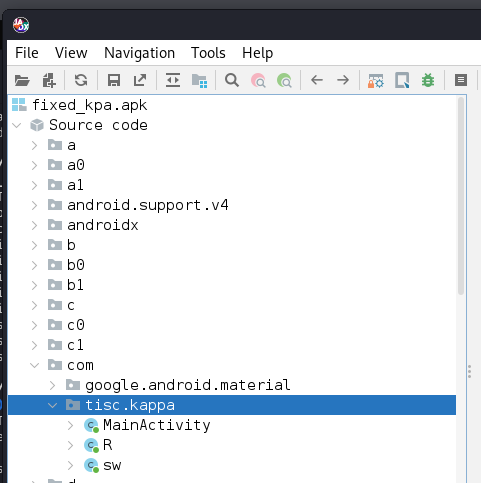 File View Navigation Tools Help
fixed_kpa.apk
Source code
a
a0
a1
android.support.v4
androidx
b
b0
b1
c
c0
c1
com
google.android.material
tisc.kappa
MainActivity
R
sw